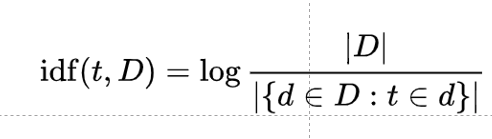 idf(t, D) = log |D| / |{d ∈ D : t ∈ d}|